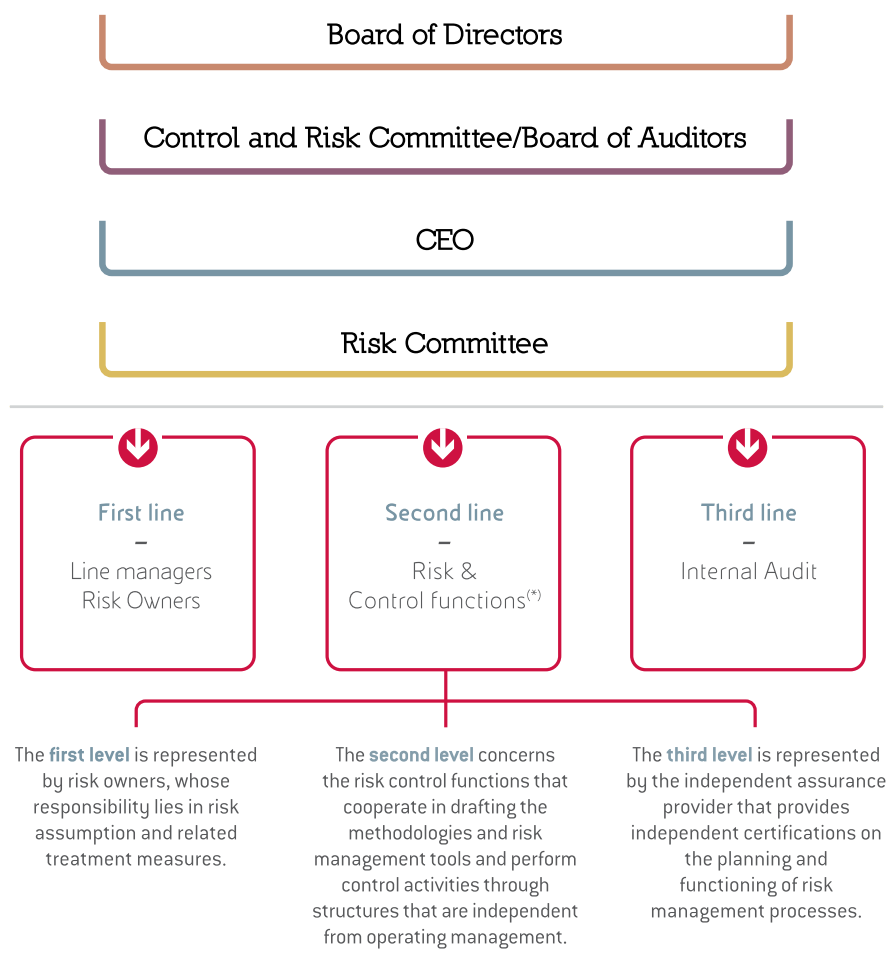 Board of Directors
Control and Risk Committee/Board of Auditors
CEO
Risk Committee
First line
–
Line managers
Risk Owners
Second line
–
Risk &
Control functions(*)
Third line
–
Internal Audit
The first level is represented
by risk owners, whose
responsibility lies in risk
assumption and related
treatment measures.
The second level concerns
the risk control functions that
cooperate in drafting the
methodologies and risk
management tools and perform
control activities through
structures that are independent
from operating management.
The third level is represented
by the independent assurance
provider that provides
independent certifications on
the planning and
functioning of risk
management processes.